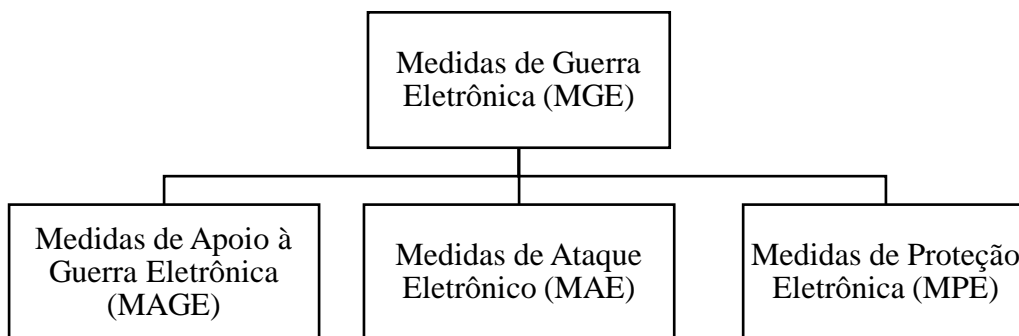 Medidas de Guerra
Eletrônica (MGE)
Medidas de Apoio à
Guerra Eletrônica
(MAGE)
Medidas de Ataque
Eletrônico (MAE)
Medidas de Proteção
Eletrônica (MPE)